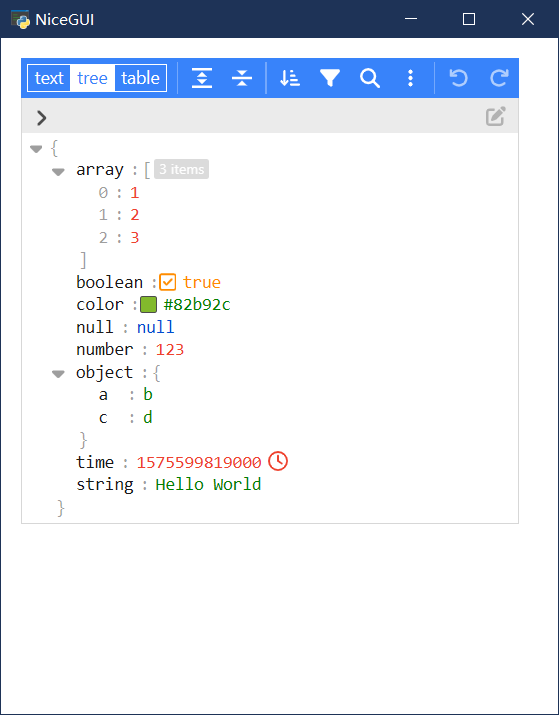 NiceGUI
text tree table
{
array : [ 3 items
0 : 1
1 : 2
2 : 3
]
boolean : true
color : #82b92c
null : null
number : 123
object : {
a : b
c : d
}
time : 1575599819000
string : Hello World
}